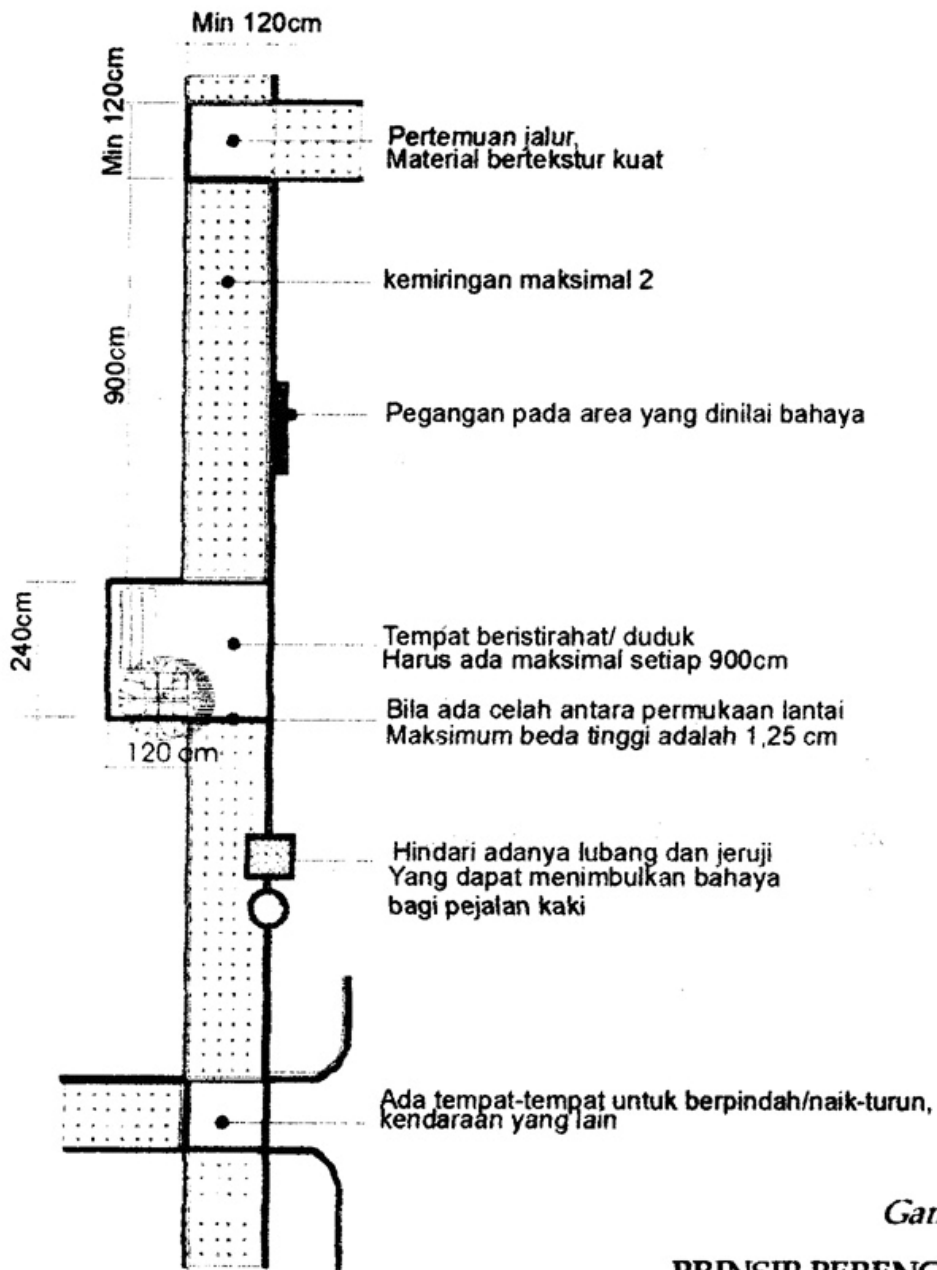 Min 120cm
Min 120cm
Pertemuan jalur,
Material bertekstur kuat
kemiringan maksimal 2
900cm
Pegangan pada area yang dinilai bahaya
240cm
Tempat beristirahat/ duduk
Harus ada maksimal setiap 900cm
Bila ada celah antara permukaan lantai
Maksimum beda tinggi adalah 1,25 cm
120 cm
Hindari adanya lubang dan jeruji
Yang dapat menimbulkan bahaya
bagi pejalan kaki
Ada tempat-tempat untuk berpindah/naik-turun,
kendaraan yang lain